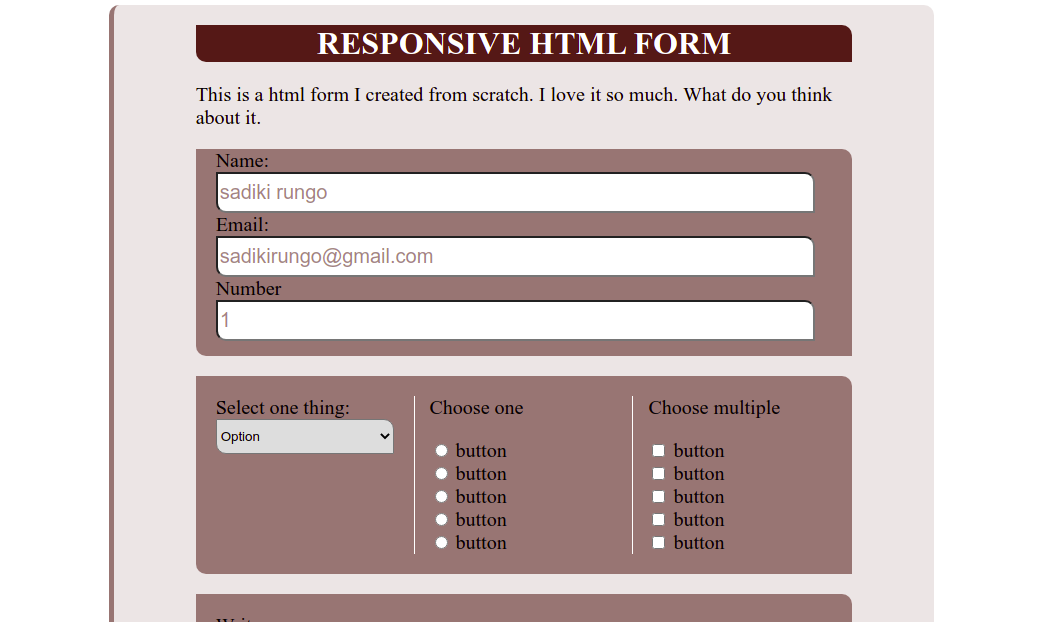 RESPONSIVE HTML FORM
This is a html form I created from scratch. I love it so much. What do you think
about it.
Name:
sadiki rungo
Email:
sadikirungo@gmail.com
Number
1
Select one thing:
Option
Choose one
button
button
button
button
button
Choose multiple
button
button
button
button
button